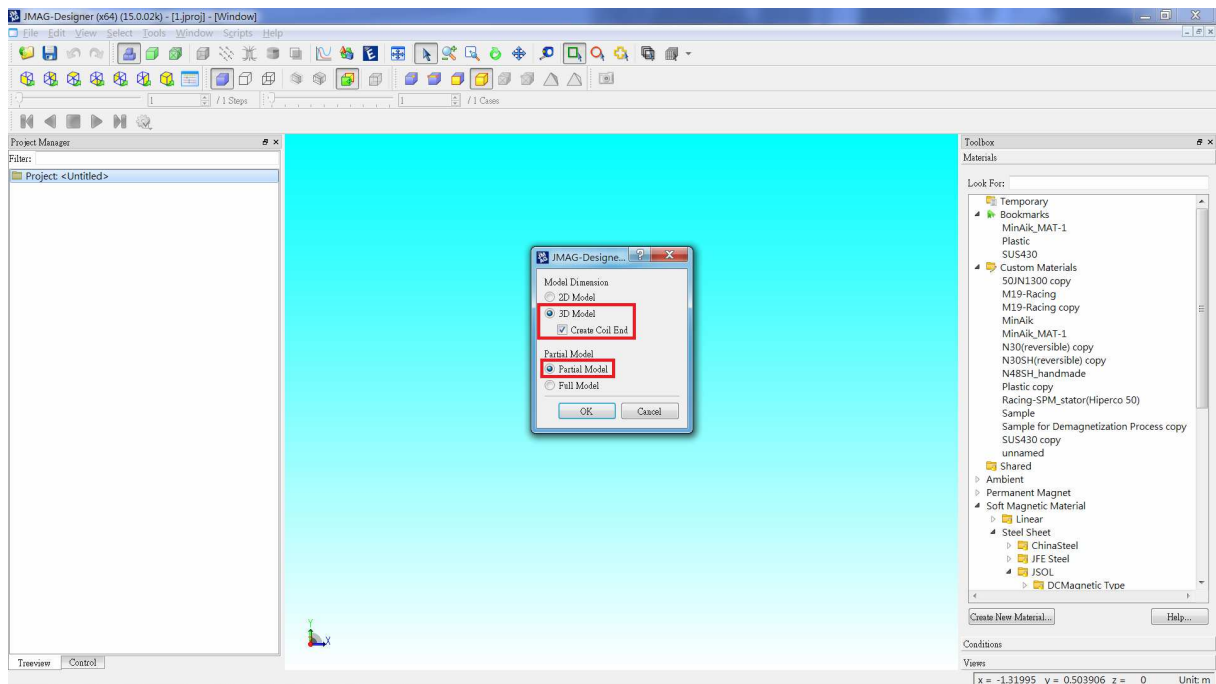 JMAG-Designer (x64) (15.0.02k) - [1.jproj] - [Window]
File Edit View Select Tools Window Scripts Help
1 / 1 Steps 1 / 1 Cases
Project Manager
Filter:
Project: <Untitled>
Treeview Control
JMAG-Designe...
Model Dimension
2D Model
3D Model
Create Coil End
Partial Model
Partial Model
Full Model
OK Cancel
Toolbox
Materials
Look For:
Temporary
Bookmarks
MinAik_MAT-1
Plastic
SUS430
Custom Materials
50JN1300 copy
M19-Racing
M19-Racing copy
MinAik
MinAik_MAT-1
N30(reversible) copy
N30SH(reversible) copy
N48SH_handmade
Plastic copy
Racing-SPM_stator(Hiperco 50)
Sample
Sample for Demagnetization Process copy
SUS430 copy
unnamed
Shared
Ambient
Permanent Magnet
Soft Magnetic Material
Linear
Steel Sheet
ChinaSteel
JFE Steel
JSOL
DCMagnetic Type
Create New Material... Help...
Conditions
Views
x = -1.31995 y = 0.503906 z = 0 Unit: m
Y
X